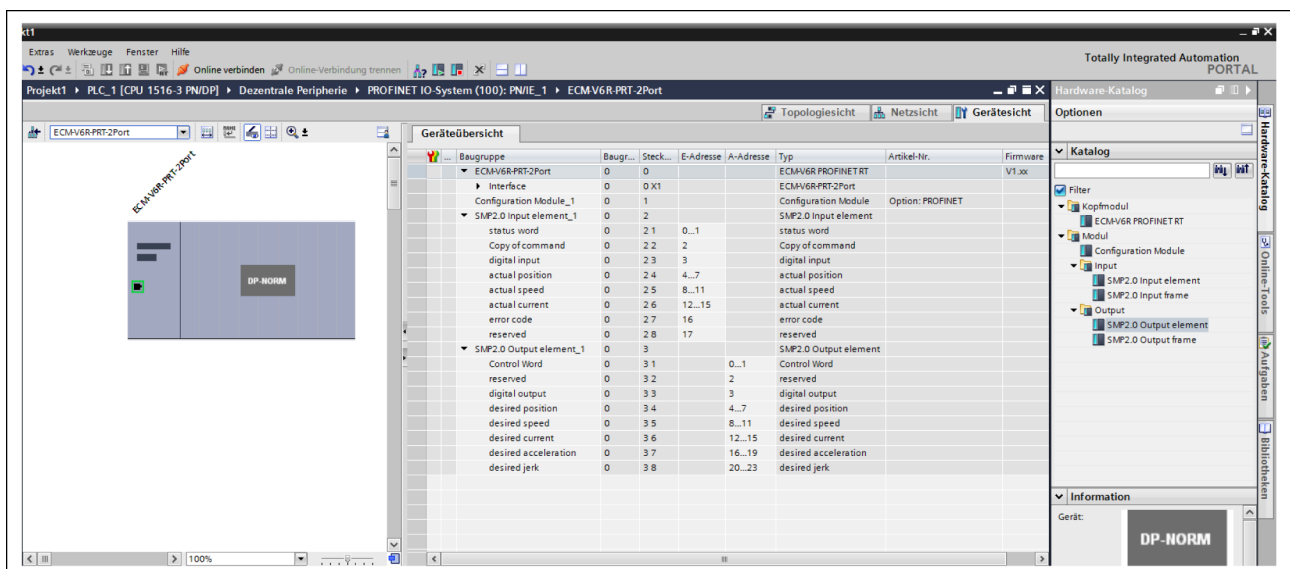 kt1
Extras Werkzeuge Fenster Hilfe
Totally Integrated Automation
PORTAL
Online verbinden Online-Verbindung trennen
Projekt1 PLC_1 [CPU 1516-3 PN/DP] Dezentrale Peripherie PROFINET IO-System (100): PN/IE_1 ECM-V6R-PRT-2Port
Hardware-Katalog
Topologiesicht Netzsicht Gerätesicht
Optionen
ECM-V6R-PRT-2Port
Geräteübersicht
Katalog
... Baugruppe Baugr... Steck... E-Adresse A-Adresse Typ Artikel-Nr. Firmware
ECM-V6R-PRT-2Port 0 0 ECM-V6R PROFINET RT V1.xx
Interface 0 0 X1 ECM-V6R-PRT-2Port
Configuration Module_1 0 1 Configuration Module Option: PROFINET
SMP2.0 Input element_1 0 2 SMP2.0 Input element
status word 0 2 1 0...1 status word
Copy of command 0 2 2 2 Copy of command
digital input 0 2 3 3 digital input
actual position 0 2 4 4...7 actual position
actual speed 0 2 5 8...11 actual speed
actual current 0 2 6 12...15 actual current
error code 0 2 7 16 error code
reserved 0 2 8 17 reserved
SMP2.0 Output element_1 0 3 SMP2.0 Output element
Control Word 0 3 1 0...1 Control Word
reserved 0 3 2 2 reserved
digital output 0 3 3 3 digital output
desired position 0 3 4 4...7 desired position
desired speed 0 3 5 8...11 desired speed
desired current 0 3 6 12...15 desired current
desired acceleration 0 3 7 16...19 desired acceleration
desired jerk 0 3 8 20...23 desired jerk
ECM-V6R-PRT-2Port
DP-NORM
100%
Filter
Kopfmodul
ECM-V6R PROFINET RT
Modul
Configuration Module
Input
SMP2.0 Input element
SMP2.0 Input frame
Output
SMP2.0 Output element
SMP2.0 Output frame
Information
Gerät:
DP-NORM
Hardware-Katalog
Online-Tools
Aufgaben
Bibliotheken